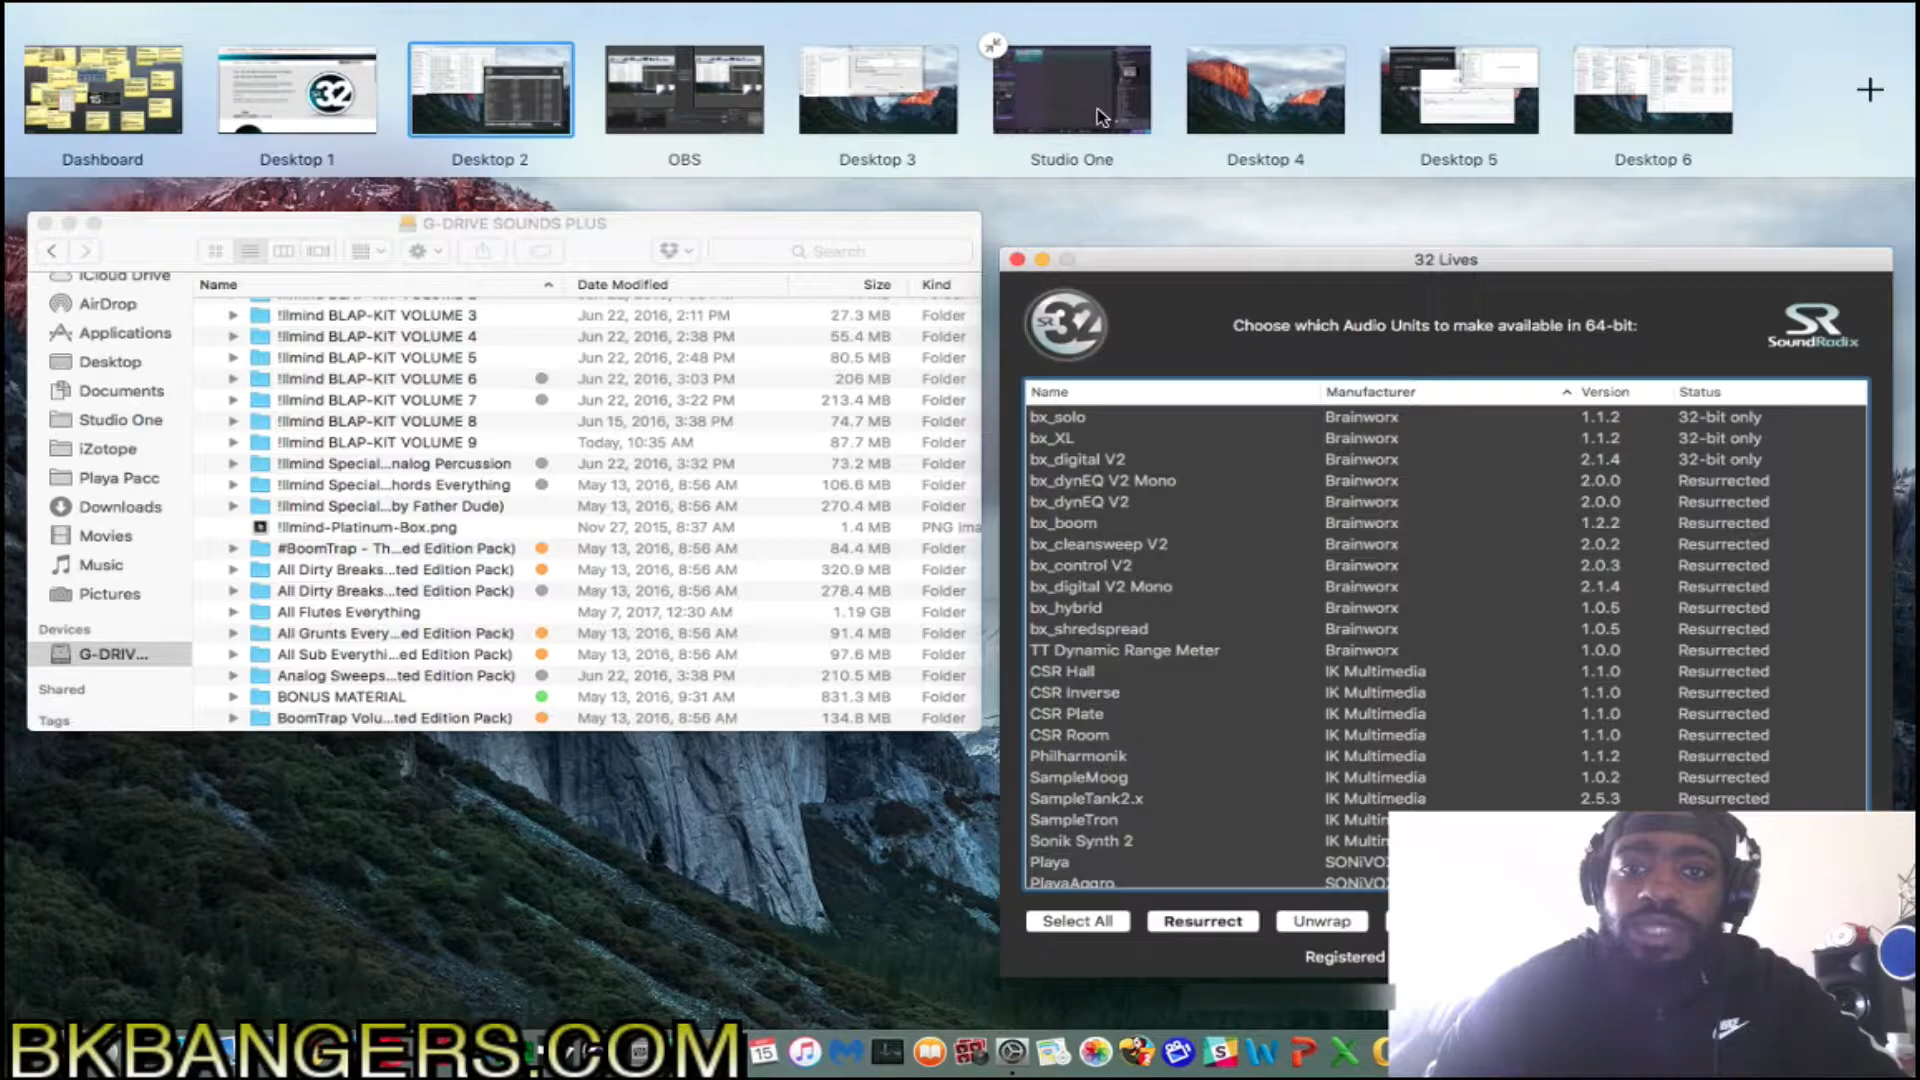 Dashboard
Desktop 1
Desktop 2
OBS
Desktop 3
Studio One
Desktop 4
Desktop 5
Desktop 6
G-DRIVE SOUNDS PLUS
Search
iCloud Drive
AirDrop
Applications
Desktop
Documents
Studio One
iZotope
Playa Pacc
Downloads
Movies
Music
Pictures
Devices
G-DRIV...
Shared
Tags
Name Date Modified Size Kind
!llmind BLAP-KIT VOLUME 3 Jun 22, 2016, 2:11 PM 27.3 MB Folder
!llmind BLAP-KIT VOLUME 4 Jun 22, 2016, 2:38 PM 55.4 MB Folder
!llmind BLAP-KIT VOLUME 5 Jun 22, 2016, 2:48 PM 80.5 MB Folder
!llmind BLAP-KIT VOLUME 6 Jun 22, 2016, 3:03 PM 206 MB Folder
!llmind BLAP-KIT VOLUME 7 Jun 22, 2016, 3:22 PM 213.4 MB Folder
!llmind BLAP-KIT VOLUME 8 Jun 15, 2016, 3:38 PM 74.7 MB Folder
!llmind BLAP-KIT VOLUME 9 Today, 10:35 AM 87.7 MB Folder
!llmind Special...nalog Percussion Jun 22, 2016, 3:32 PM 73.2 MB Folder
!llmind Special...hords Everything May 13, 2016, 8:56 AM 106.6 MB Folder
!llmind Special...by Father Dude) May 13, 2016, 8:56 AM 270.4 MB Folder
!llmind-Platinum-Box.png Nov 27, 2015, 8:37 AM 1.4 MB PNG ima
#BoomTrap - Th...ed Edition Pack) May 13, 2016, 8:56 AM 84.4 MB Folder
All Dirty Breaks...ted Edition Pack) May 13, 2016, 8:56 AM 320.9 MB Folder
All Dirty Breaks...ted Edition Pack) May 13, 2016, 8:56 AM 278.4 MB Folder
All Flutes Everything May 7, 2017, 12:30 AM 1.19 GB Folder
All Grunts Every...ed Edition Pack) May 13, 2016, 8:56 AM 91.4 MB Folder
All Sub Everythi...ed Edition Pack) May 13, 2016, 8:56 AM 97.6 MB Folder
Analog Sweeps...ted Edition Pack) Jun 22, 2016, 3:38 PM 210.5 MB Folder
BONUS MATERIAL May 13, 2016, 9:31 AM 831.3 MB Folder
BoomTrap Volu...ted Edition Pack) May 13, 2016, 8:56 AM 134.8 MB Folder
32 Lives
SR 32
Choose which Audio Units to make available in 64-bit:
SR
SoundRadix
Name Manufacturer Version Status
bx_solo Brainworx 1.1.2 32-bit only
bx_XL Brainworx 1.1.2 32-bit only
bx_digital V2 Brainworx 2.1.4 32-bit only
bx_dynEQ V2 Mono Brainworx 2.0.0 Resurrected
bx_dynEQ V2 Brainworx 2.0.0 Resurrected
bx_boom Brainworx 1.2.2 Resurrected
bx_cleansweep V2 Brainworx 2.0.2 Resurrected
bx_control V2 Brainworx 2.0.3 Resurrected
bx_digital V2 Mono Brainworx 2.1.4 Resurrected
bx_hybrid Brainworx 1.0.5 Resurrected
bx_shredspread Brainworx 1.0.5 Resurrected
TT Dynamic Range Meter Brainworx 1.0.0 Resurrected
CSR Hall IK Multimedia 1.1.0 Resurrected
CSR Inverse IK Multimedia 1.1.0 Resurrected
CSR Plate IK Multimedia 1.1.0 Resurrected
CSR Room IK Multimedia 1.1.0 Resurrected
Philharmonik IK Multimedia 1.1.2 Resurrected
SampleMoog IK Multimedia 1.0.2 Resurrected
SampleTank2.x IK Multimedia 2.5.3 Resurrected
SampleTron IK Multin
Sonik Synth 2 IK Multin
Playa SONiVO
PlayaAggro SONiVO
Select All Resurrect Unwrap
Registered
BKBANGERS.COM
15